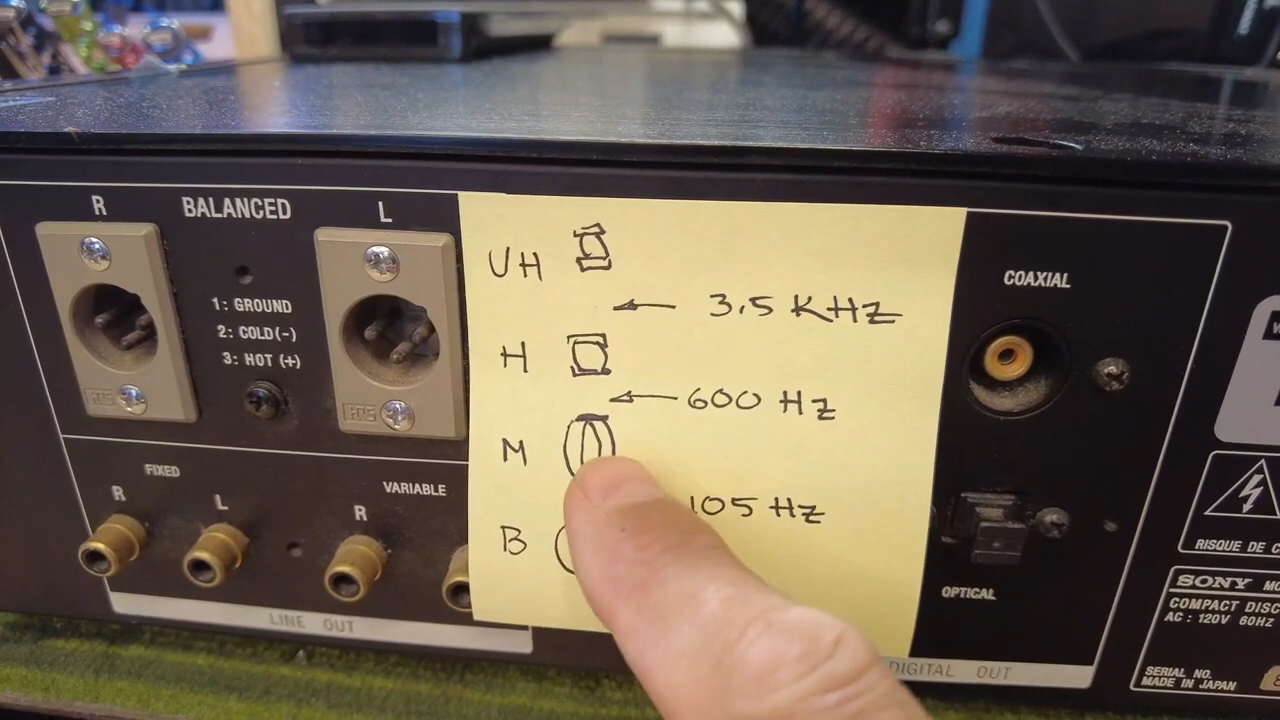 R BALANCED L
1: GROUND
2: COLD(-)
3: HOT (+)
FIXED
R L
VARIABLE
R
LINE OUT
UH
3.5 KHz
H
600 Hz
M
105 Hz
B
COAXIAL
OPTICAL
DIGITAL OUT
RISQUE DE
SONY
COMPACT DISC
AC : 120V 60Hz
SERIAL NO.
MADE IN JAPAN